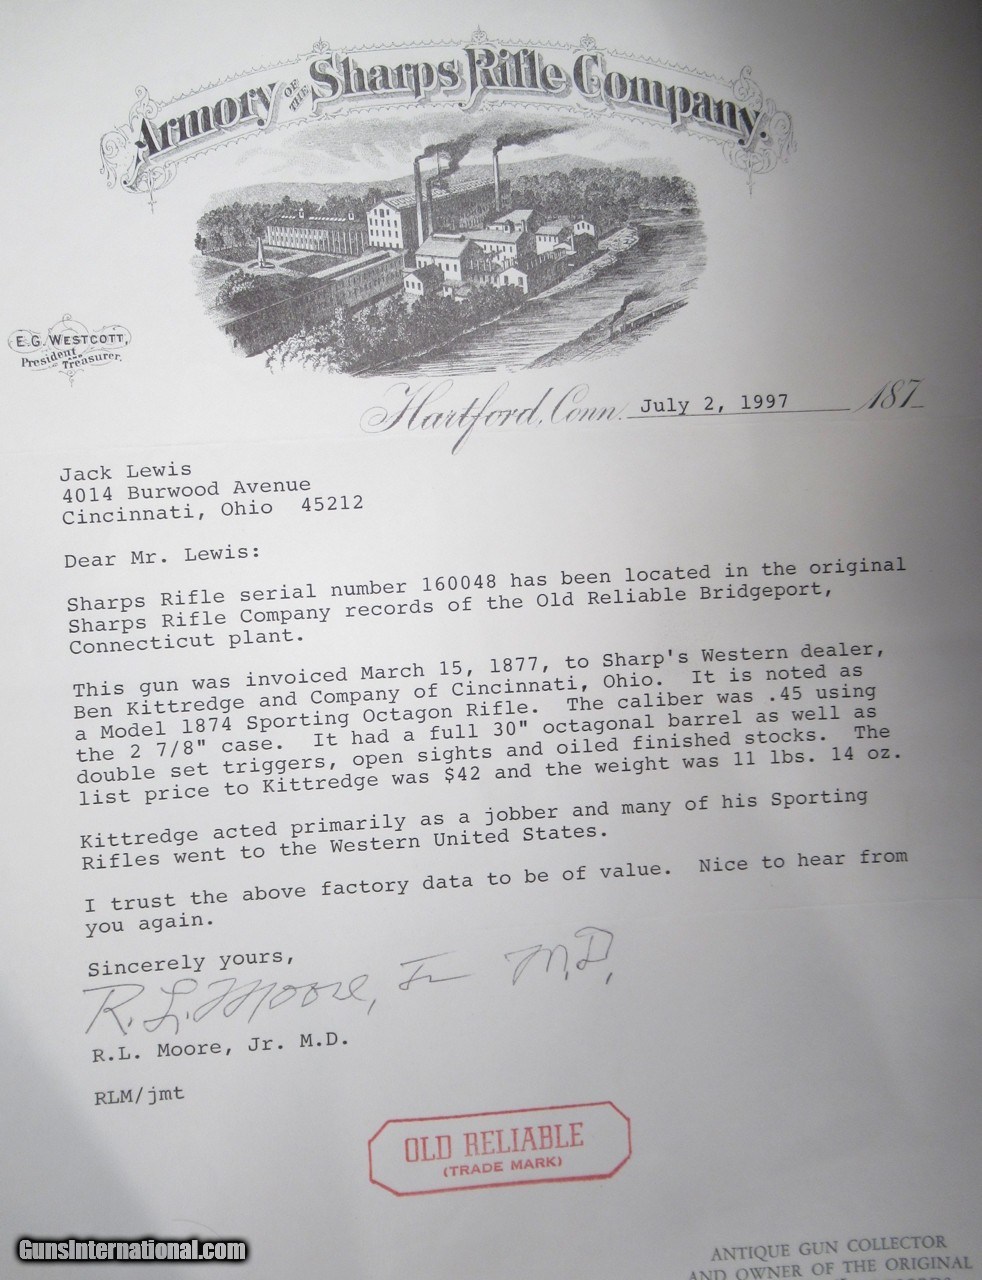 Armory OF THE Sharps Rifle Company.
E.G. WESTCOTT,
President AND Treasurer.
Hartford, Conn. July 2, 1997 187_
Jack Lewis
4014 Burwood Avenue
Cincinnati, Ohio 45212
Dear Mr. Lewis:
Sharps Rifle serial number 160048 has been located in the original
Sharps Rifle Company records of the Old Reliable Bridgeport,
Connecticut plant.
This gun was invoiced March 15, 1877, to Sharp's Western dealer,
Ben Kittredge and Company of Cincinnati, Ohio. It is noted as
a Model 1874 Sporting Octagon Rifle. The caliber was .45 using
the 2 7/8" case. It had a full 30" octagonal barrel as well as
double set triggers, open sights and oiled finished stocks. The
list price to Kittredge was $42 and the weight was 11 lbs. 14 oz.
Kittredge acted primarily as a jobber and many of his Sporting
Rifles went to the Western United States.
I trust the above factory data to be of value. Nice to hear from
you again.
Sincerely yours,
R. L. Moore, Jr M.D.
R.L. Moore, Jr. M.D.
RLM/jmt
OLD RELIABLE
(TRADE MARK)
GunsInternational.com
ANTIQUE GUN COLLECTOR
AND OWNER OF THE ORIGINAL